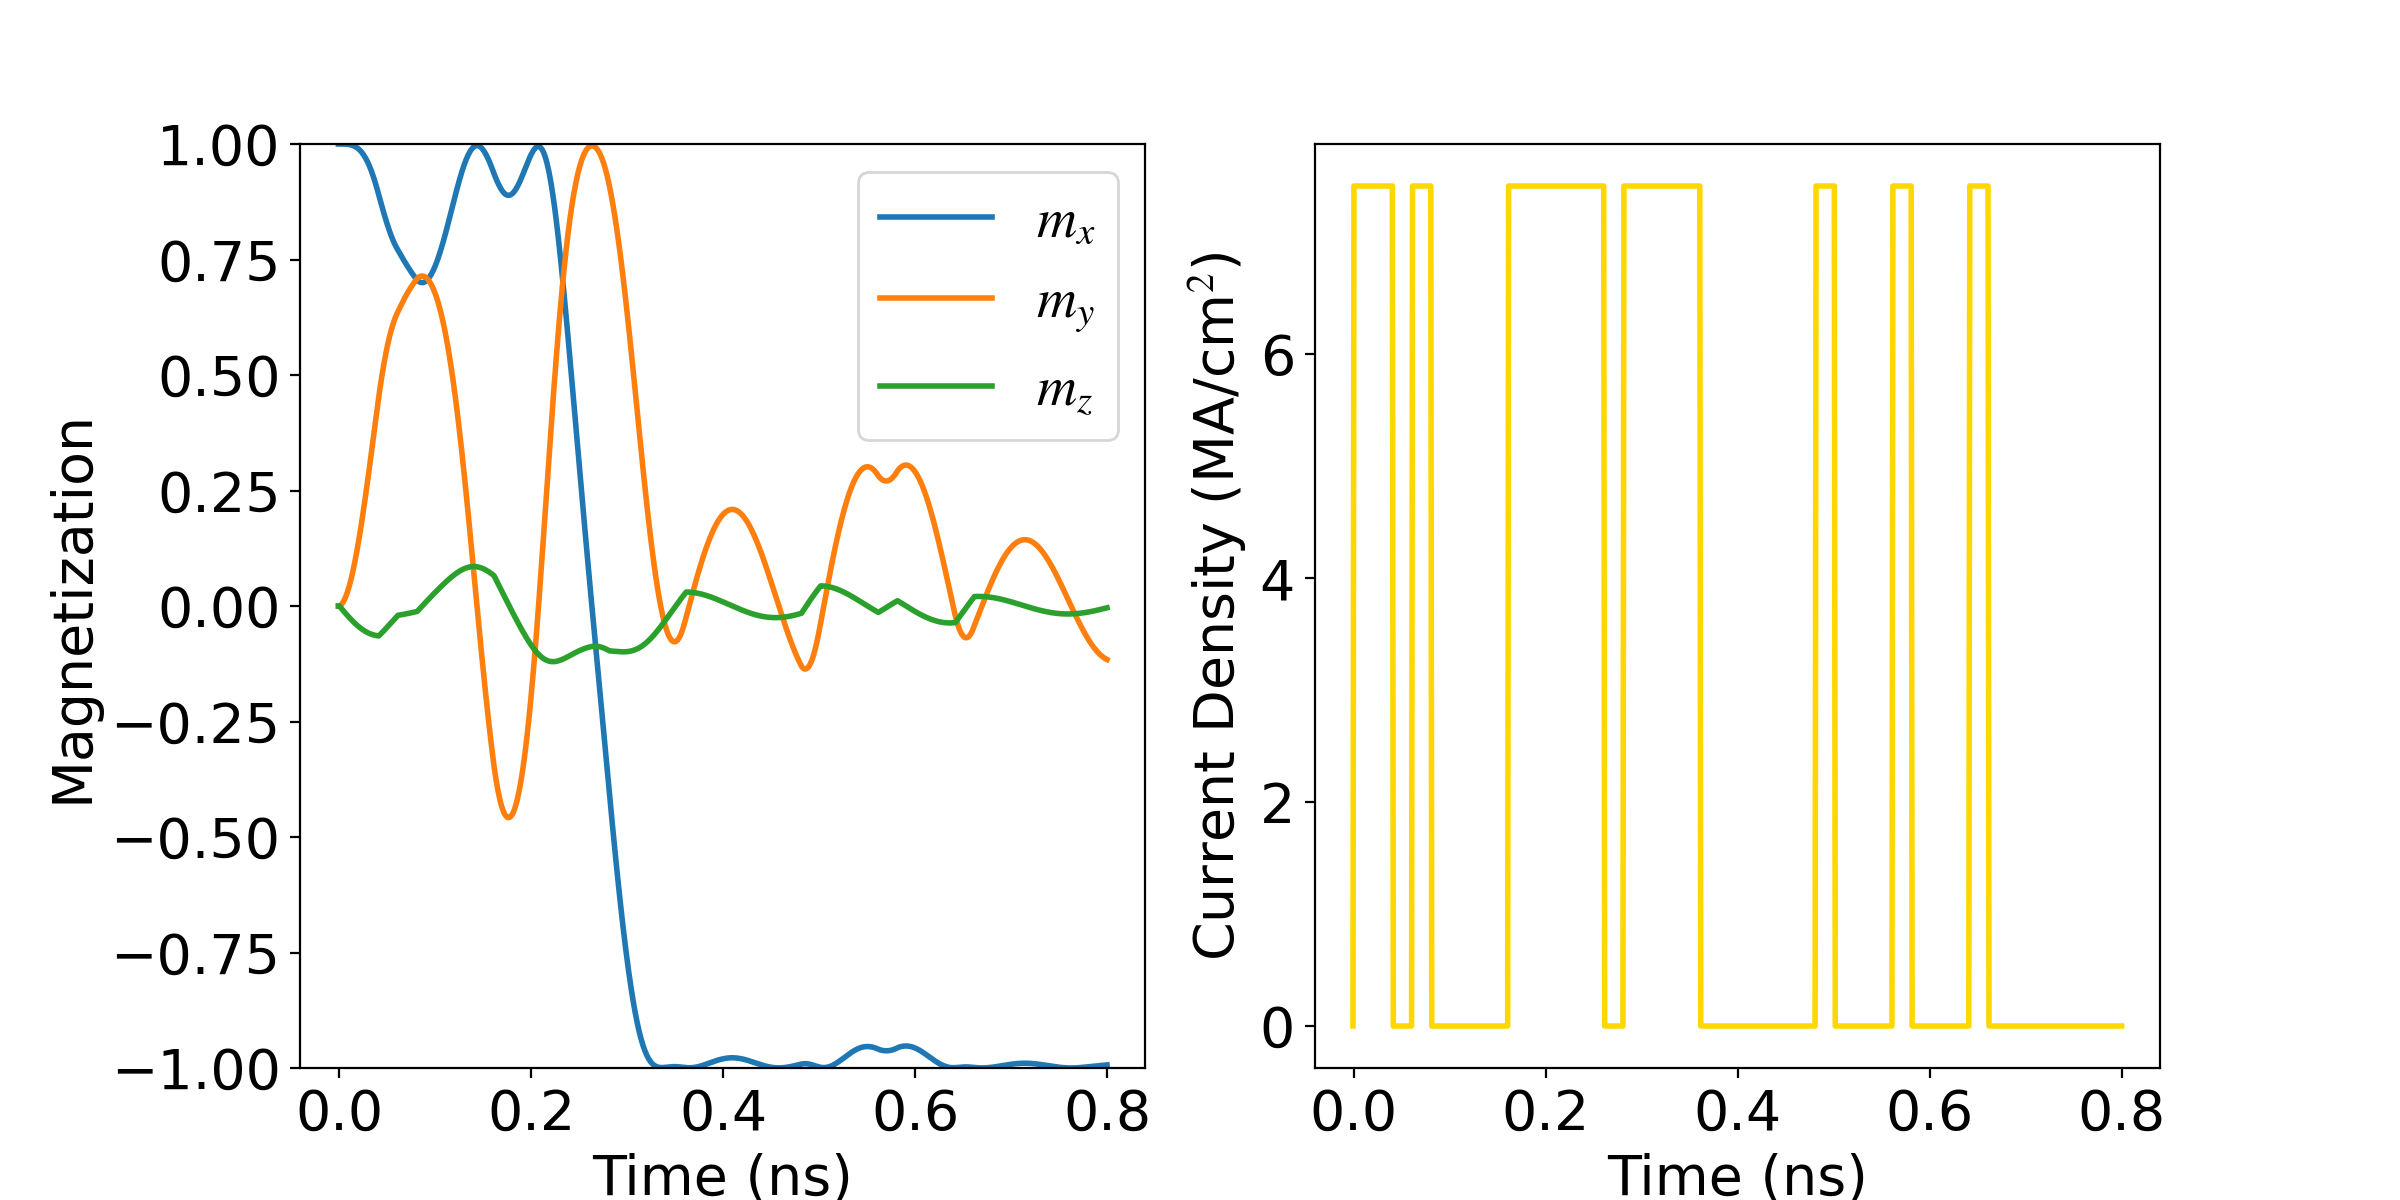 Magnetization
1.00
0.75
0.50
0.25
0.00
−0.25
−0.50
−0.75
−1.00
0.0 0.2 0.4 0.6 0.8
Time (ns)
m_x
m_y
m_z
Current Density (MA/cm²)
6
4
2
0
0.0 0.2 0.4 0.6 0.8
Time (ns)